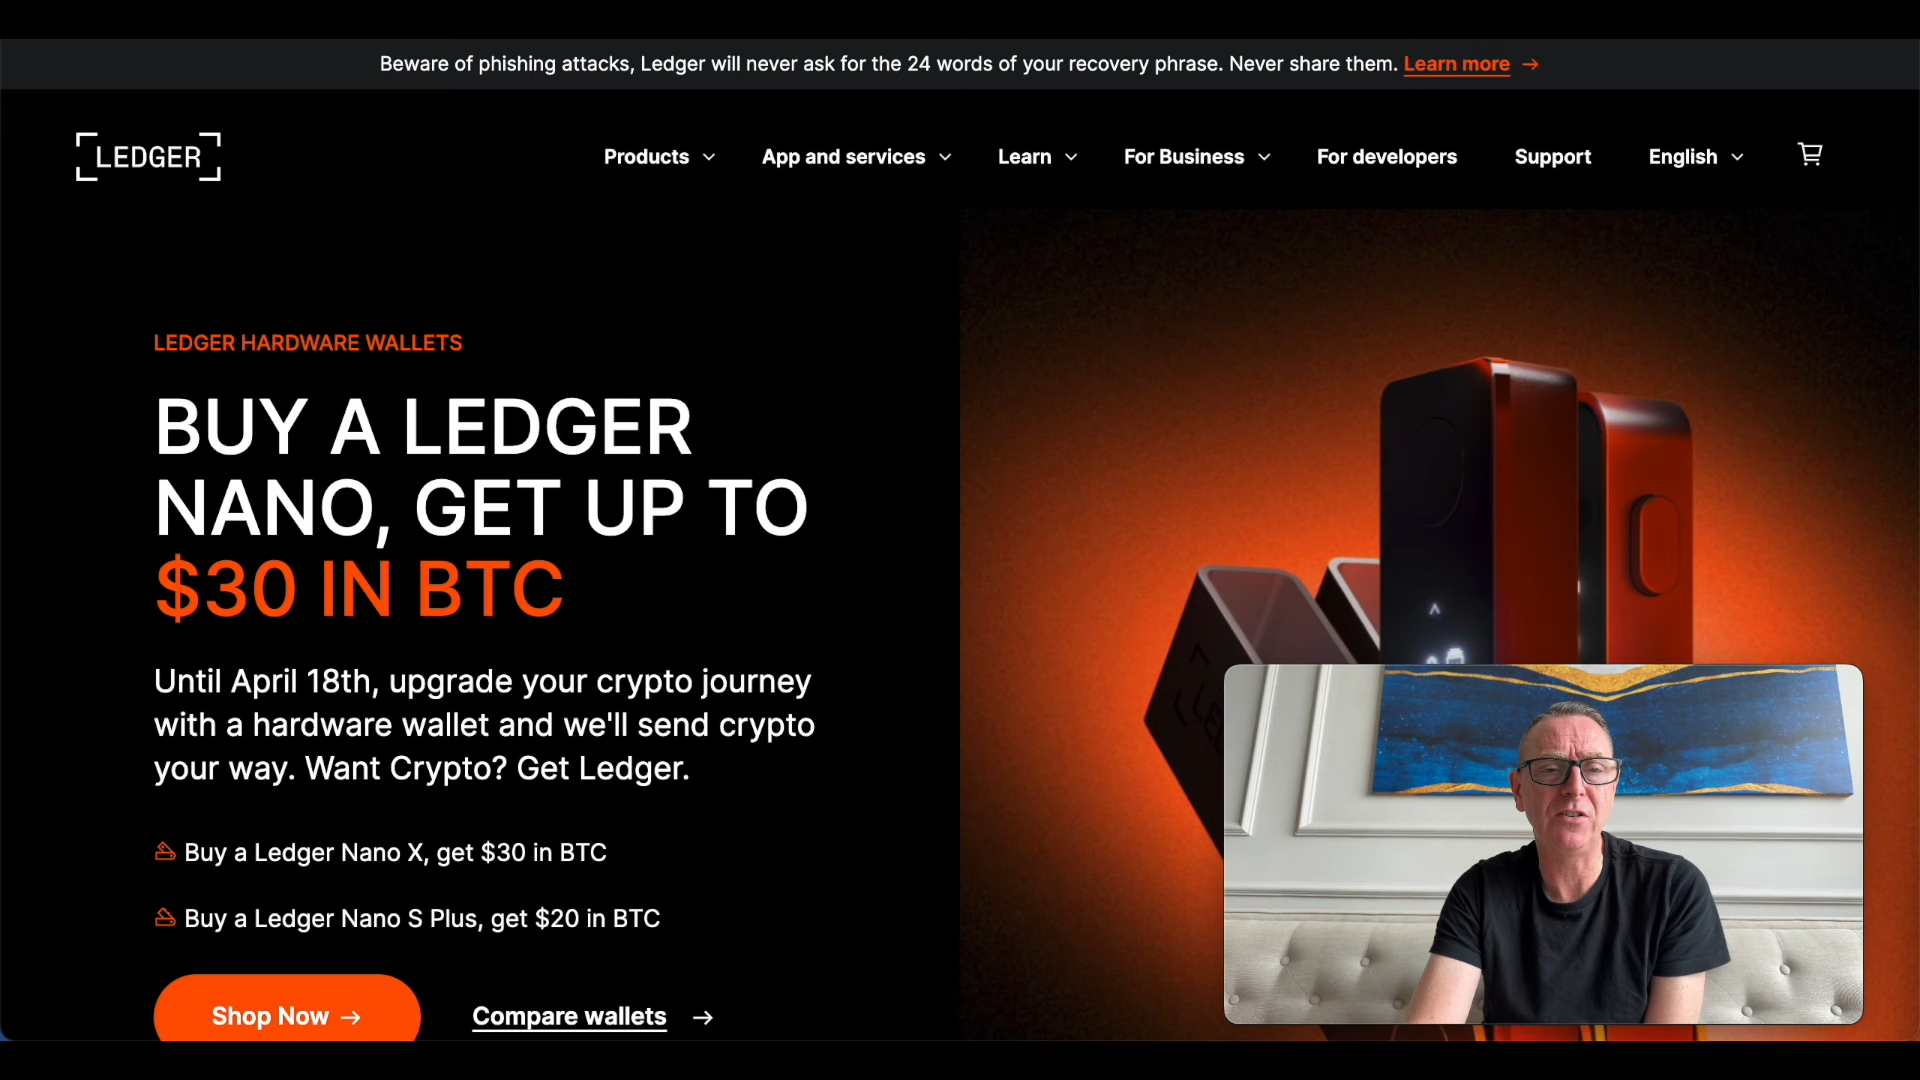 Beware of phishing attacks, Ledger will never ask for the 24 words of your recovery phrase. Never share them. Learn more →
LEDGER
Products
App and services
Learn
For Business
For developers
Support
English
LEDGER HARDWARE WALLETS
BUY A LEDGER
NANO, GET UP TO
$30 IN BTC
Until April 18th, upgrade your crypto journey
with a hardware wallet and we'll send crypto
your way. Want Crypto? Get Ledger.
Buy a Ledger Nano X, get $30 in BTC
Buy a Ledger Nano S Plus, get $20 in BTC
Shop Now →
Compare wallets →